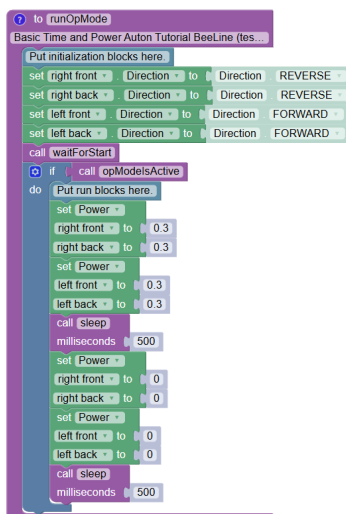 to runOpMode
Basic Time and Power Auton Tutorial BeeLine (tes...
Put initialization blocks here.
set right front . Direction to Direction . REVERSE
set right back . Direction to Direction . REVERSE
set left front . Direction to Direction . FORWARD
set left back . Direction to Direction . FORWARD
call waitForStart
if call opModeIsActive
do Put run blocks here.
set Power
right front to 0.3
right back to 0.3
set Power
left front to 0.3
left back to 0.3
call sleep
milliseconds 500
set Power
right front to 0
right back to 0
set Power
left front to 0
left back to 0
call sleep
milliseconds 500